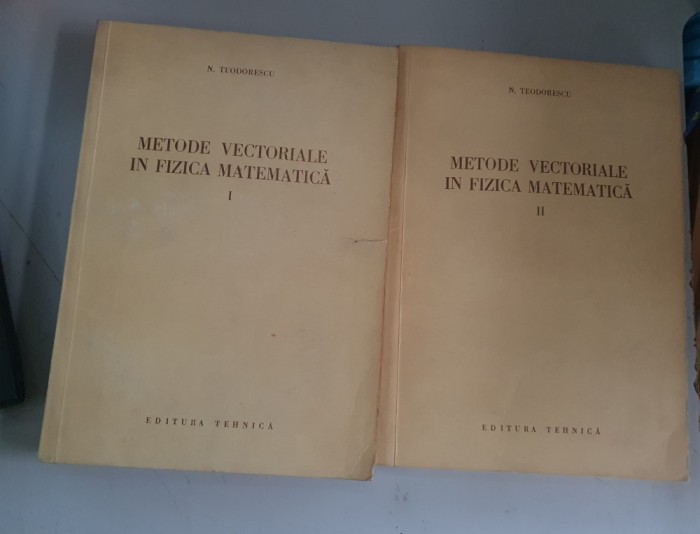 N. TEODORESCU
METODE VECTORIALE
IN FIZICA MATEMATICĂ
I
EDITURA TEHNICĂ
N. TEODORESCU
METODE VECTORIALE
IN FIZICA MATEMATICĂ
II
EDITURA TEHNICĂ